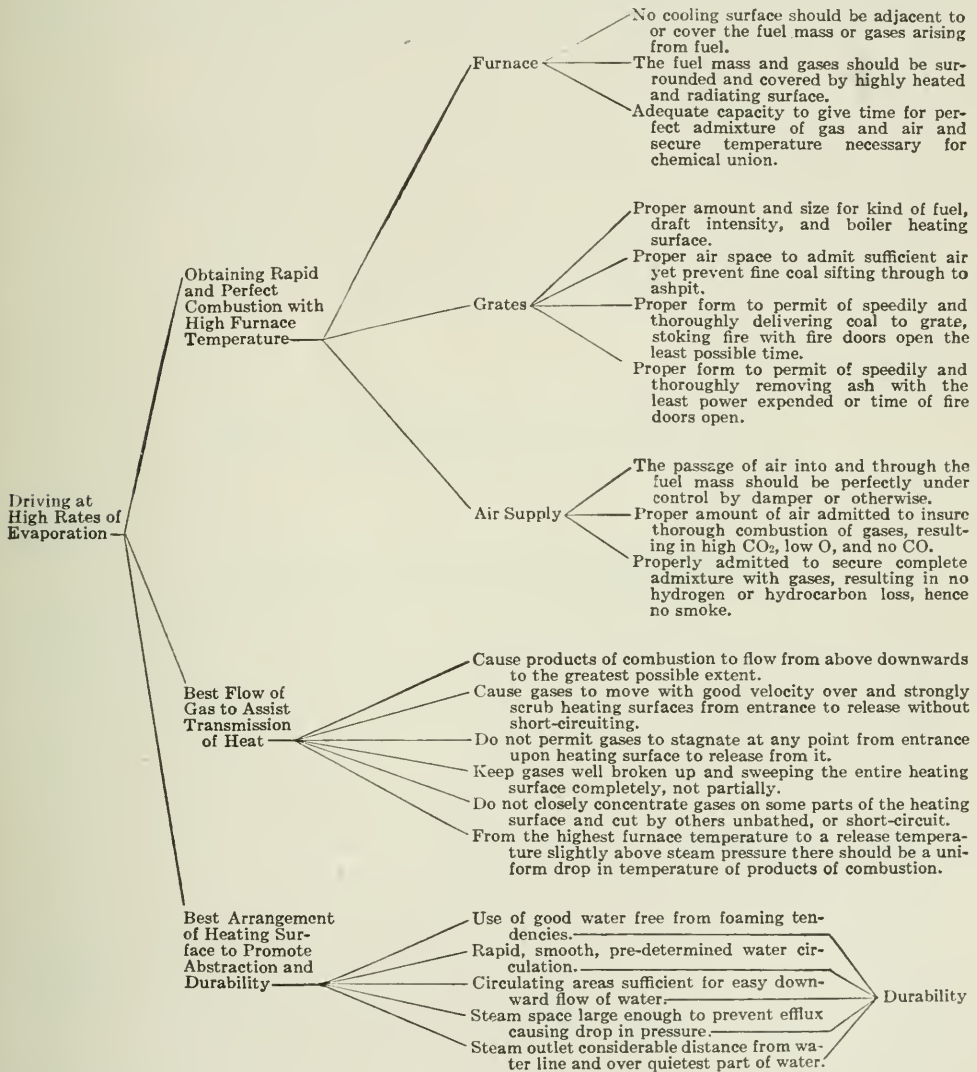 No cooling surface should be adjacent to
or cover the fuel mass or gases arising
from fuel.
Furnace
The fuel mass and gases should be sur-
rounded and covered by highly heated
and radiating surface.
Adequate capacity to give time for per-
fect admixture of gas and air and
secure temperature necessary for
chemical union.
Obtaining Rapid
and Perfect
Combustion with
High Furnace
Temperature
Proper amount and size for kind of fuel,
draft intensity, and boiler heating
surface.
Proper air space to admit sufficient air
yet prevent fine coal sifting through to
ashpit.
Grates
Proper form to permit of speedily and
thoroughly delivering coal to grate,
stoking fire with fire doors open the
least possible time.
Proper form to permit of speedily and
thoroughly removing ash with the
least power expended or time of fire
doors open.
The passage of air into and through the
fuel mass should be perfectly under
control by damper or otherwise.
Air Supply
Proper amount of air admitted to insure
thorough combustion of gases, result-
ing in high CO₂, low O, and no CO.
Properly admitted to secure complete
admixture with gases, resulting in no
hydrogen or hydrocarbon loss, hence
no smoke.
Driving at
High Rates of
Evaporation
Best Flow of
Gas to Assist
Transmission
of Heat
Cause products of combustion to flow from above downwards
to the greatest possible extent.
Cause gases to move with good velocity over and strongly
scrub heating surfaces from entrance to release without
short-circuiting.
Do not permit gases to stagnate at any point from entrance
upon heating surface to release from it.
Keep gases well broken up and sweeping the entire heating
surface completely, not partially.
Do not closely concentrate gases on some parts of the heating
surface and cut by others unbathed, or short-circuit.
From the highest furnace temperature to a release tempera-
ture slightly above steam pressure there should be a uni-
form drop in temperature of products of combustion.
Best Arrangement
of Heating Sur-
face to Promote
Abstraction and
Durability
Use of good water free from foaming ten-
dencies.
Rapid, smooth, pre-determined water cir-
culation.
Circulating areas sufficient for easy down-
ward flow of water.
Steam space large enough to prevent efflux
causing drop in pressure.
Steam outlet considerable distance from wa-
ter line and over quietest part of water.
Durability